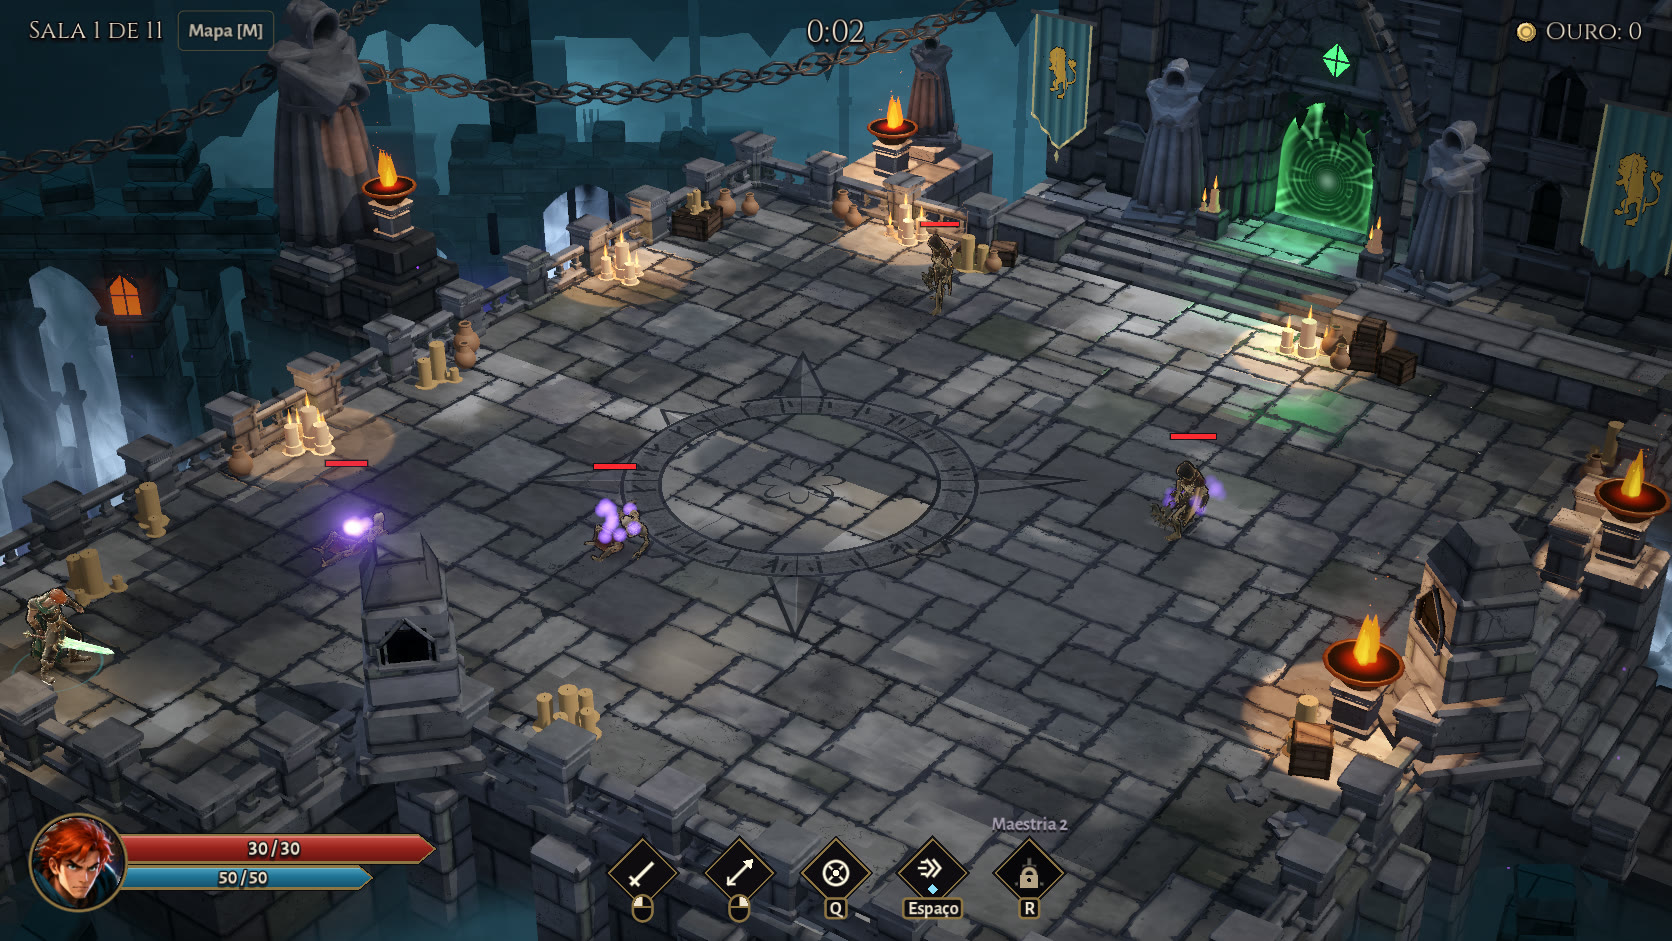 SALA 1 DE 11
Mapa [M]
0:02
OURO: 0
Maestria 2
30/30
50/50
Q
Espaço
R